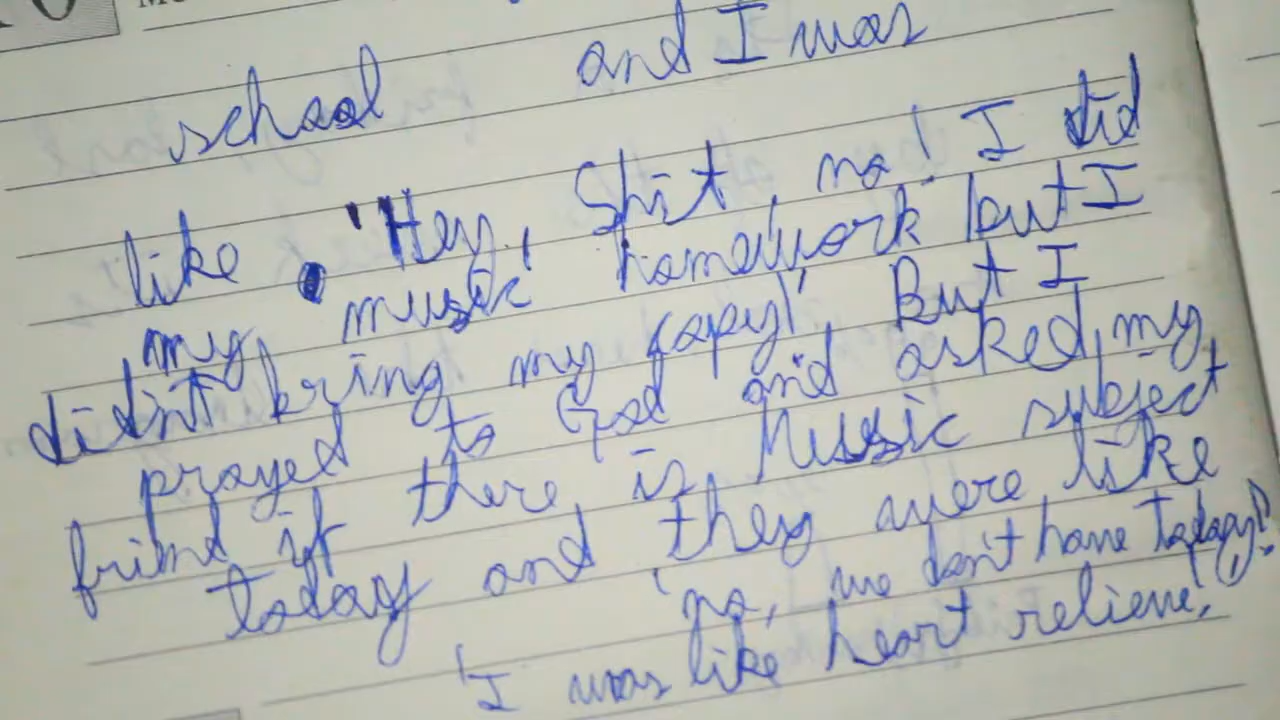 school and I was
like 'Hey, Shit, no! I did
my music homework but I
didn't bring my copy!'. But I
prayed to God and asked my
frind if there is Music subject
today and they were like
'no, we don't have today!'
'I was like heart relieve!'